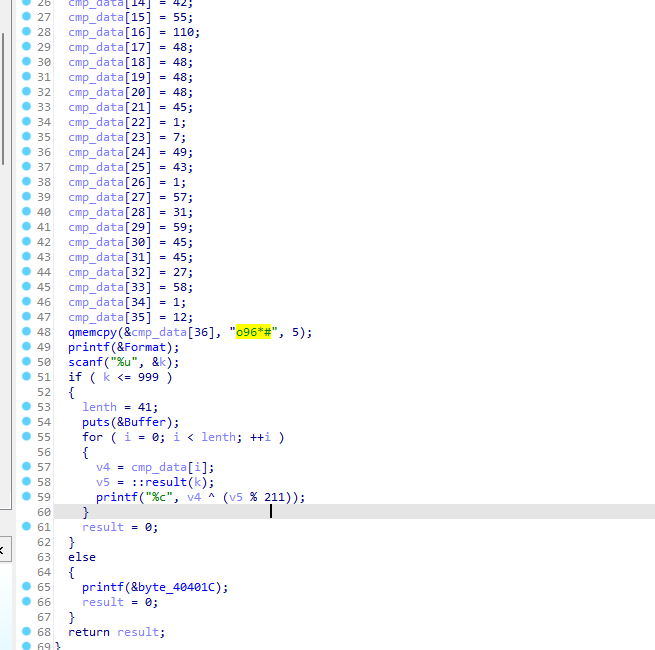 26 cmp_data[14] = 42;
27 cmp_data[15] = 55;
28 cmp_data[16] = 110;
29 cmp_data[17] = 48;
30 cmp_data[18] = 48;
31 cmp_data[19] = 48;
32 cmp_data[20] = 48;
33 cmp_data[21] = 45;
34 cmp_data[22] = 1;
35 cmp_data[23] = 7;
36 cmp_data[24] = 49;
37 cmp_data[25] = 43;
38 cmp_data[26] = 1;
39 cmp_data[27] = 57;
40 cmp_data[28] = 31;
41 cmp_data[29] = 59;
42 cmp_data[30] = 45;
43 cmp_data[31] = 45;
44 cmp_data[32] = 27;
45 cmp_data[33] = 58;
46 cmp_data[34] = 1;
47 cmp_data[35] = 12;
48 qmemcpy(&cmp_data[36], "o96*#", 5);
49 printf(&Format);
50 scanf("%u", &k);
51 if ( k <= 999 )
52 {
53 lenth = 41;
54 puts(&Buffer);
55 for ( i = 0; i < lenth; ++i )
56 {
57 v4 = cmp_data[i];
58 v5 = ::result(k);
59 printf("%c", v4 ^ (v5 % 211));
60 }
61 result = 0;
62 }
63 else
64 {
65 printf(&byte_40401C);
66 result = 0;
67 }
68 return result;
69 }